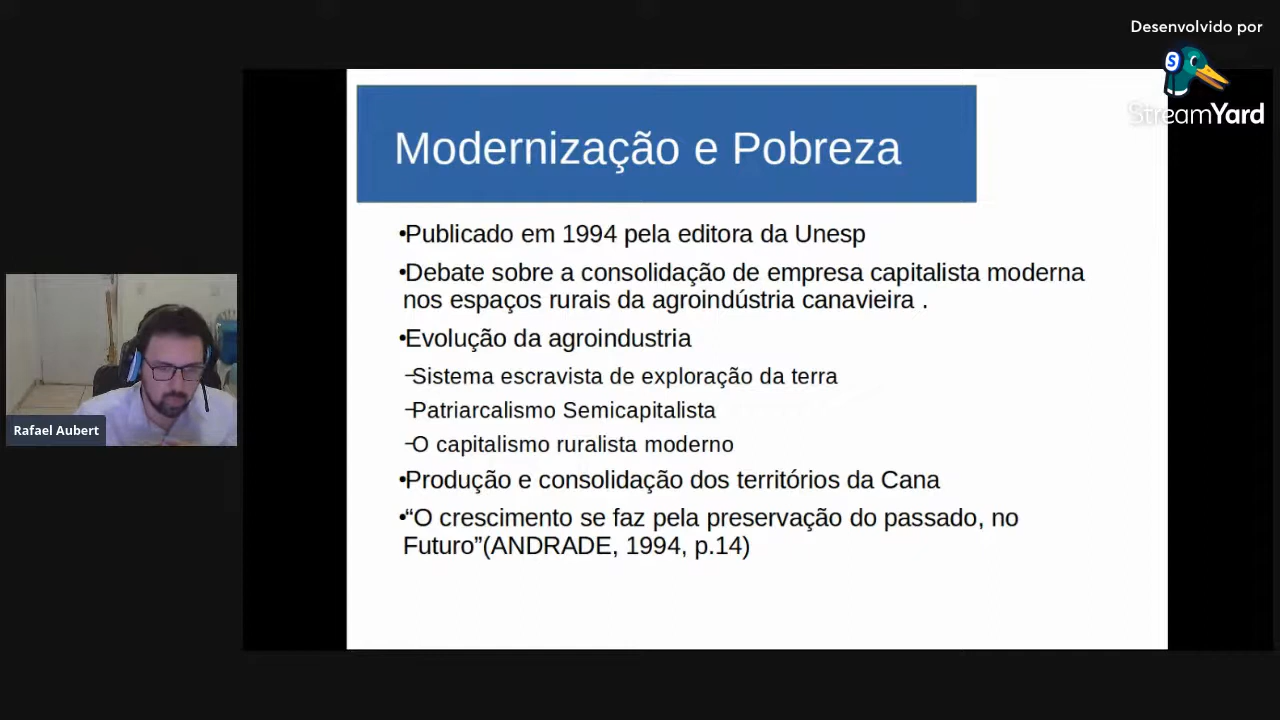 Desenvolvido por
StreamYard
Modernização e Pobreza
•Publicado em 1994 pela editora da Unesp
•Debate sobre a consolidação de empresa capitalista moderna
nos espaços rurais da agroindústria canavieira .
•Evolução da agroindustria
–Sistema escravista de exploração da terra
–Patriarcalismo Semicapitalista
–O capitalismo ruralista moderno
•Produção e consolidação dos territórios da Cana
•“O crescimento se faz pela preservação do passado, no
Futuro”(ANDRADE, 1994, p.14)
Rafael Aubert